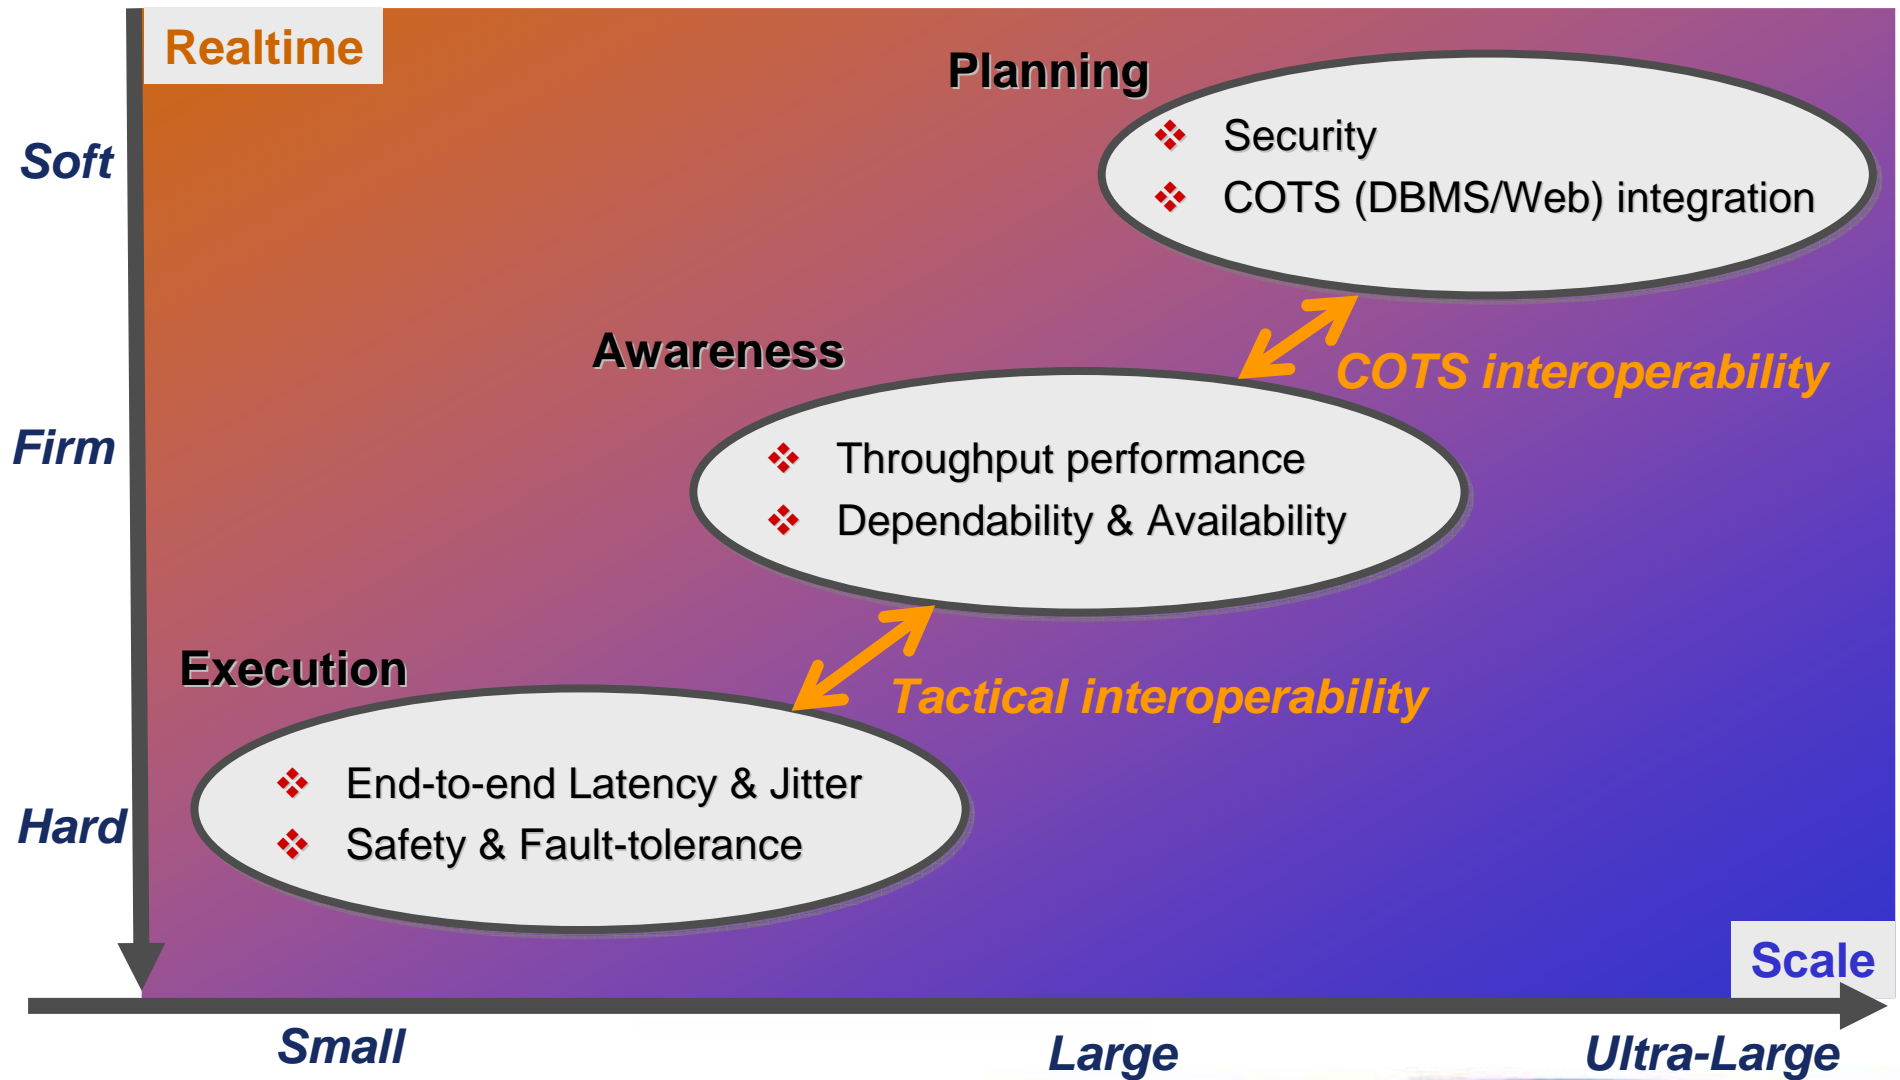 Realtime
Planning
Soft
Security
COTS (DBMS/Web) integration
COTS interoperability
Awareness
Firm
Throughput performance
Dependability & Availability
Tactical interoperability
Execution
Hard
End-to-end Latency & Jitter
Safety & Fault-tolerance
Scale
Small
Large
Ultra-Large